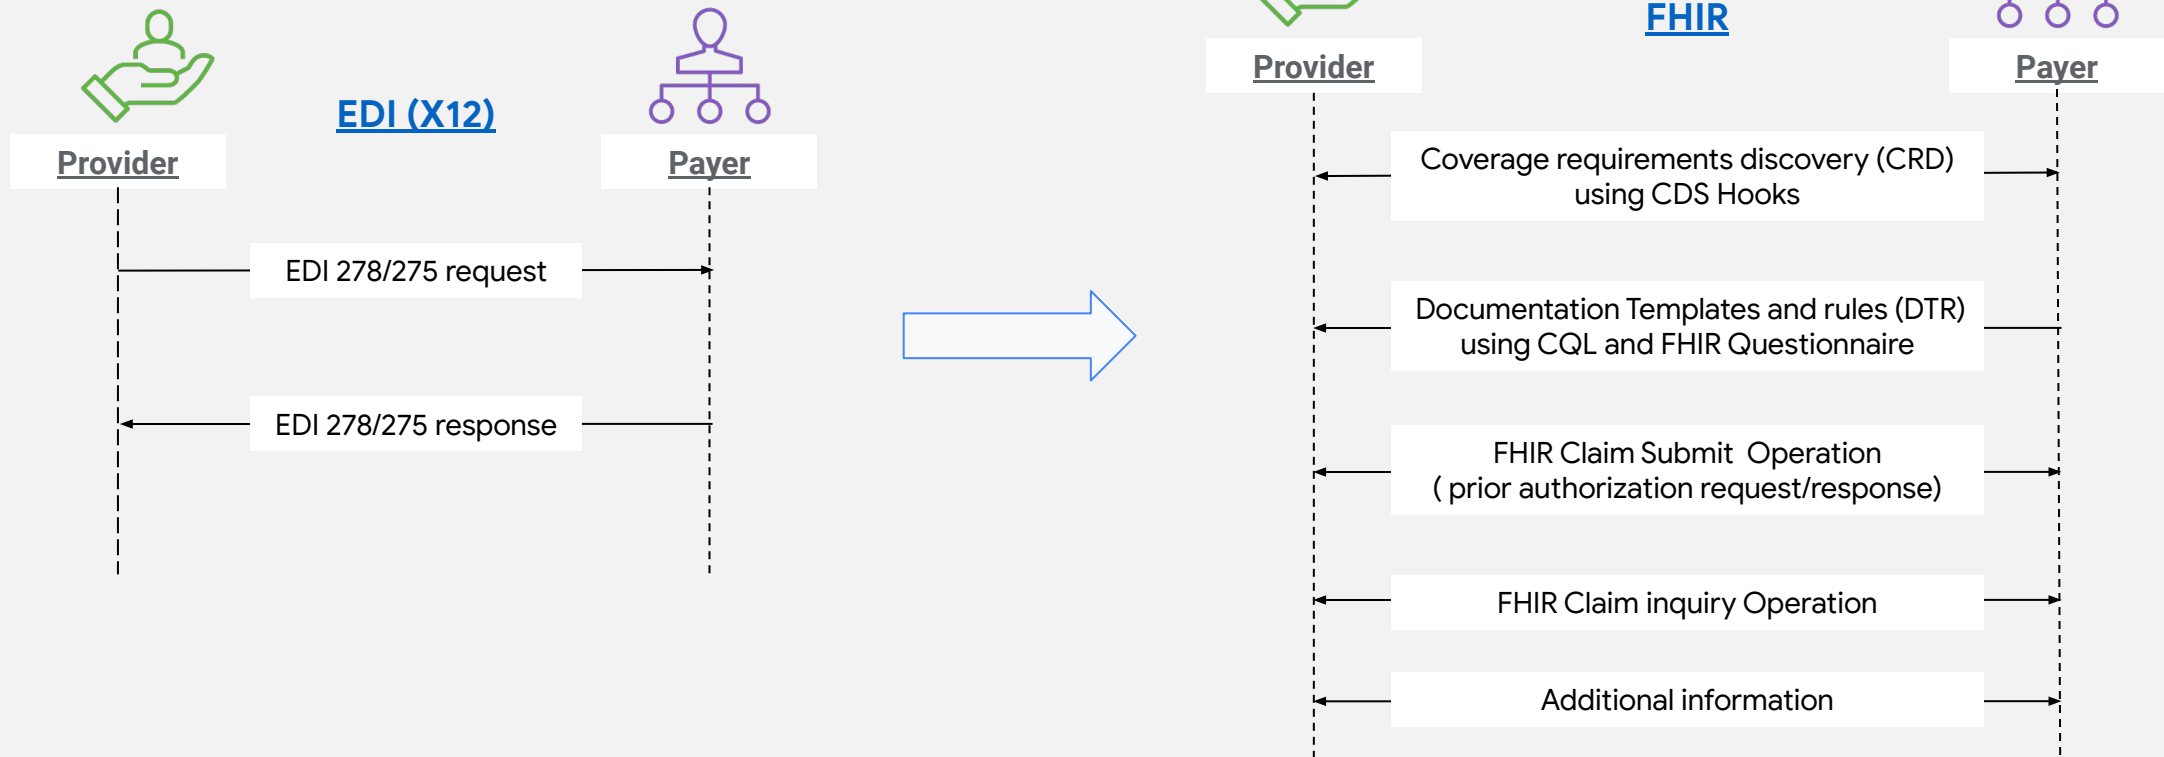 EDI (X12)
Provider
Payer
EDI 278/275 request
EDI 278/275 response
FHIR
Provider
Payer
Coverage requirements discovery (CRD)
using CDS Hooks
Documentation Templates and rules (DTR)
using CQL and FHIR Questionnaire
FHIR Claim Submit  Operation
( prior authorization request/response)
FHIR Claim inquiry Operation
Additional information